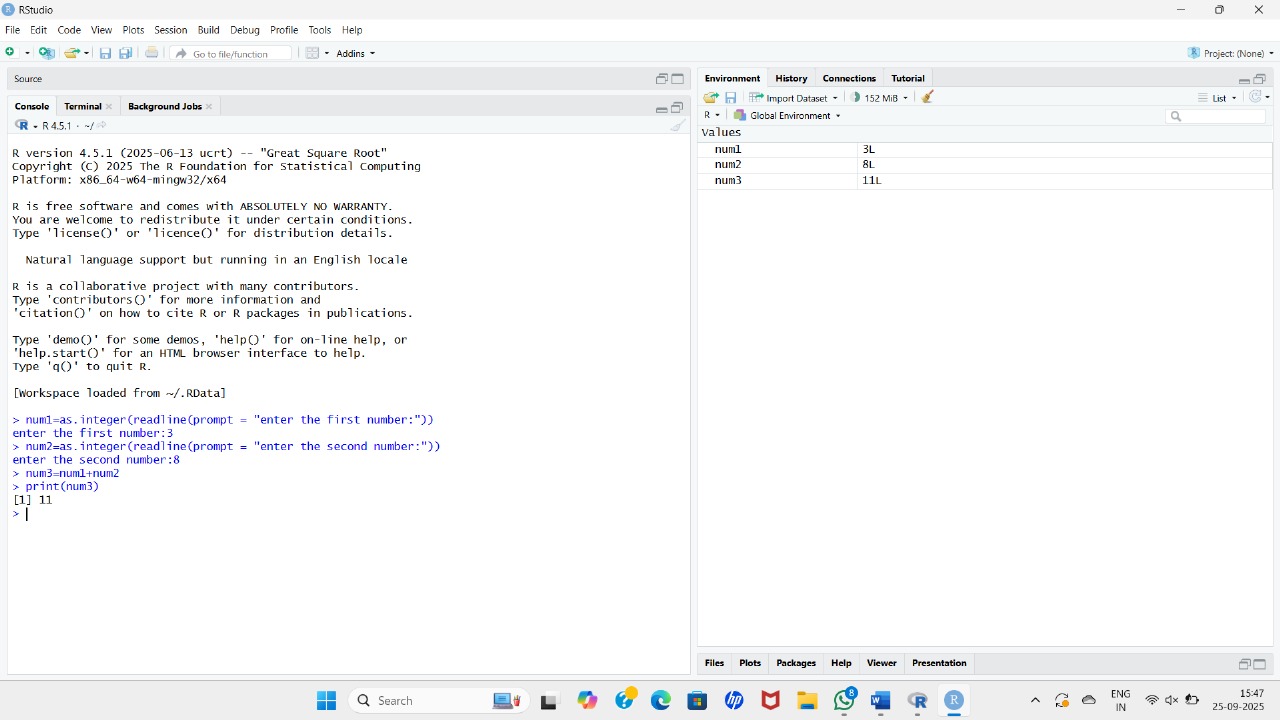 RStudio
File Edit Code View Plots Session Build Debug Profile Tools Help
Go to file/function Addins Project: (None)
Source
Console Terminal Background Jobs
R 4.5.1 · ~/
R version 4.5.1 (2025-06-13 ucrt) -- "Great Square Root"
Copyright (C) 2025 The R Foundation for Statistical Computing
Platform: x86_64-w64-mingw32/x64
R is free software and comes with ABSOLUTELY NO WARRANTY.
You are welcome to redistribute it under certain conditions.
Type 'license()' or 'licence()' for distribution details.
Natural language support but running in an English locale
R is a collaborative project with many contributors.
Type 'contributors()' for more information and
'citation()' on how to cite R or R packages in publications.
Type 'demo()' for some demos, 'help()' for on-line help, or
'help.start()' for an HTML browser interface to help.
Type 'q()' to quit R.
[Workspace loaded from ~/.RData]
> num1=as.integer(readline(prompt = "enter the first number:"))
enter the first number:3
> num2=as.integer(readline(prompt = "enter the second number:"))
enter the second number:8
> num3=num1+num2
> print(num3)
[1] 11
>
Environment History Connections Tutorial
Import Dataset 152 MiB List
R Global Environment
Values
num1 3L
num2 8L
num3 11L
Files Plots Packages Help Viewer Presentation
Search 8 ENG 15:47
IN 25-09-2025